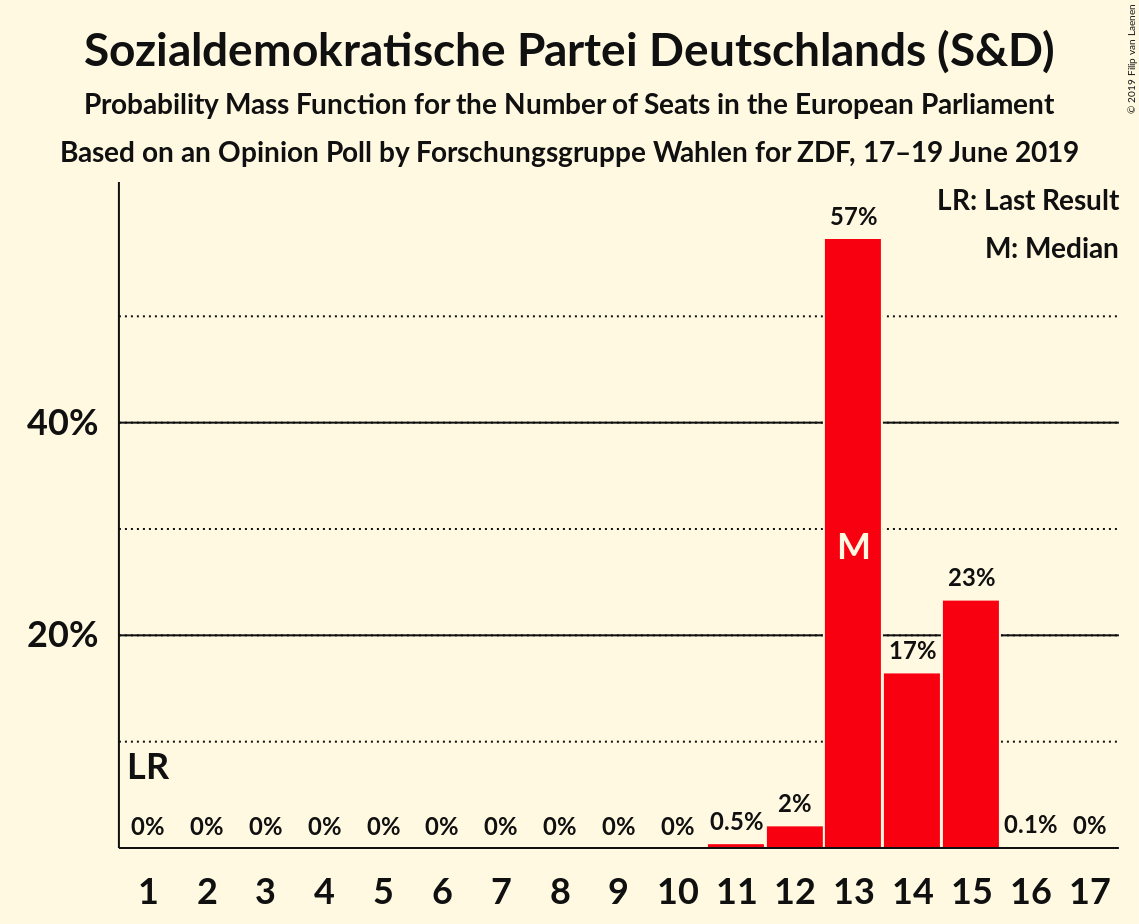 Sozialdemokratische Partei Deutschlands (S&D)
Probability Mass Function for the Number of Seats in the European Parliament
Based on an Opinion Poll by Forschungsgruppe Wahlen for ZDF, 17–19 June 2019
© 2019 Filip van Laenen
LR: Last Result
M: Median
57%
40%
M
23%
20%
17%
LR
0% 0% 0% 0% 0% 0% 0% 0% 0% 0% 0.5% 2% 0.1% 0%
1 2 3 4 5 6 7 8 9 10 11 12 13 14 15 16 17